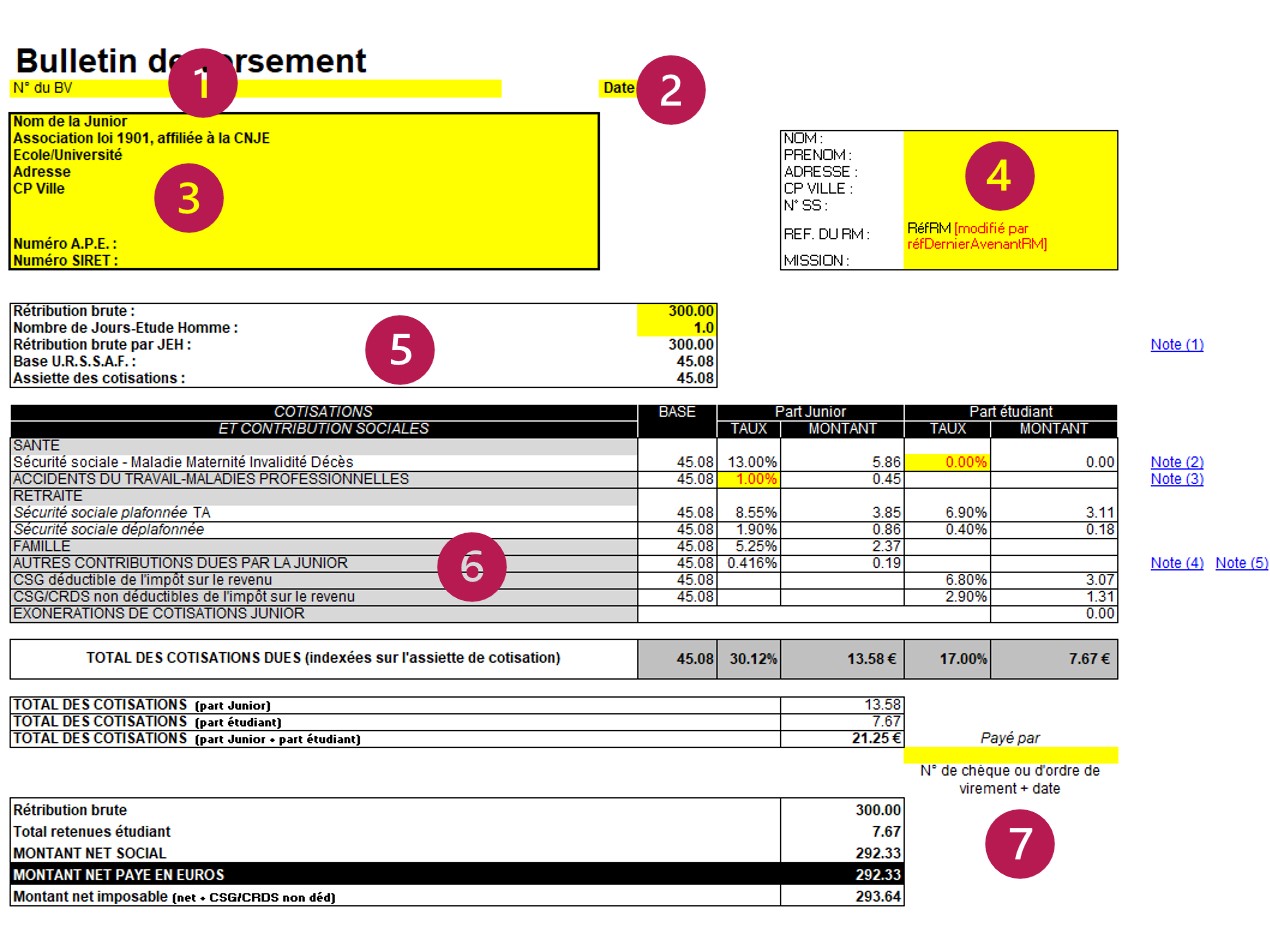 Bulletin de versement
1
N° du BV
Date
2
Nom de la Junior
Association loi 1901, affiliée à la CNJE
Ecole/Université
Adresse
CP Ville
3
Numéro A.P.E. :
Numéro SIRET :
NOM :
PRENOM :
ADRESSE :
CP VILLE :
N° SS :
4
REF. DU RM : RéfRM [modifié par
réfDernierAvenantRM]
MISSION :
Rétribution brute : 300.00
Nombre de Jours-Etude Homme : 1.0
Rétribution brute par JEH : 300.00 Note (1)
Base U.R.S.S.A.F. : 45.08
Assiette des cotisations : 45.08
5
COTISATIONS BASE Part Junior Part étudiant
ET CONTRIBUTION SOCIALES TAUX MONTANT TAUX MONTANT
SANTE
Sécurité sociale - Maladie Maternité Invalidité Décès 45.08 13.00% 5.86 0.00% 0.00 Note (2)
ACCIDENTS DU TRAVAIL-MALADIES PROFESSIONNELLES 45.08 1.00% 0.45 Note (3)
RETRAITE
Sécurité sociale plafonnée TA 45.08 8.55% 3.85 6.90% 3.11
Sécurité sociale déplafonnée 45.08 1.90% 0.86 0.40% 0.18
FAMILLE 45.08 5.25% 2.37
AUTRES CONTRIBUTIONS DUES PAR LA JUNIOR 45.08 0.416% 0.19 Note (4) Note (5)
6
CSG déductible de l'impôt sur le revenu 45.08 6.80% 3.07
CSG/CRDS non déductibles de l'impôt sur le revenu 45.08 2.90% 1.31
EXONERATIONS DE COTISATIONS JUNIOR 0.00
TOTAL DES COTISATIONS DUES (indexées sur l'assiette de cotisation) 45.08 30.12% 13.58 € 17.00% 7.67 €
TOTAL DES COTISATIONS (part Junior) 13.58
TOTAL DES COTISATIONS (part étudiant) 7.67
TOTAL DES COTISATIONS (part Junior + part étudiant) 21.25 €
Payé par
N° de chèque ou d'ordre de
virement + date
7
Rétribution brute 300.00
Total retenues étudiant 7.67
MONTANT NET SOCIAL 292.33
MONTANT NET PAYE EN EUROS 292.33
Montant net imposable (net + CSG/CRDS non déd) 293.64